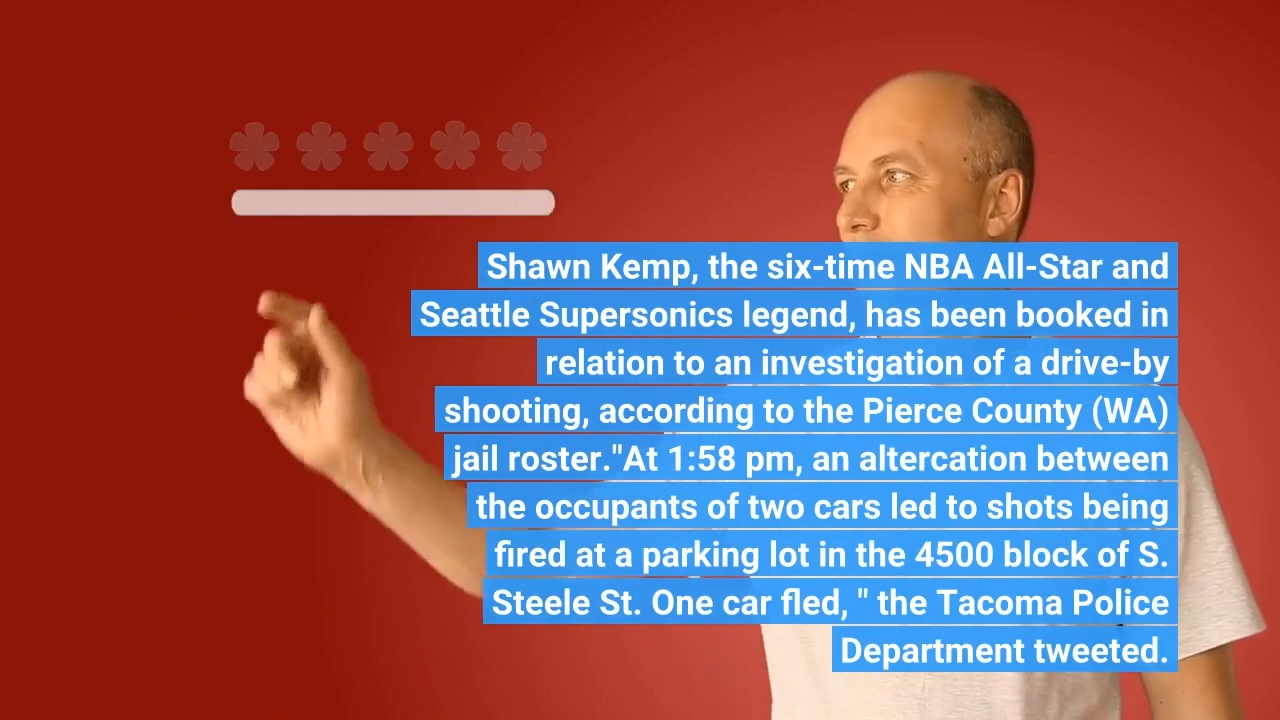 Shawn Kemp, the six-time NBA All-Star and
Seattle Supersonics legend, has been booked in
relation to an investigation of a drive-by
shooting, according to the Pierce County (WA)
jail roster."At 1:58 pm, an altercation between
the occupants of two cars led to shots being
fired at a parking lot in the 4500 block of S.
Steele St. One car fled, " the Tacoma Police
Department tweeted.